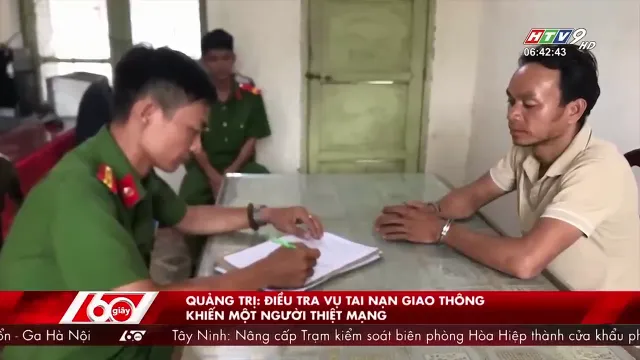 HTV9 HD
06:42:43
60 giây
QUẢNG TRỊ: ĐIỀU TRA VỤ TAI NẠN GIAO THÔNG
KHIẾN MỘT NGƯỜI THIỆT MẠNG
ổn - Ga Hà Nội Tây Ninh: Nâng cấp Trạm kiểm soát biên phòng Hòa Hiệp thành cửa khẩu p